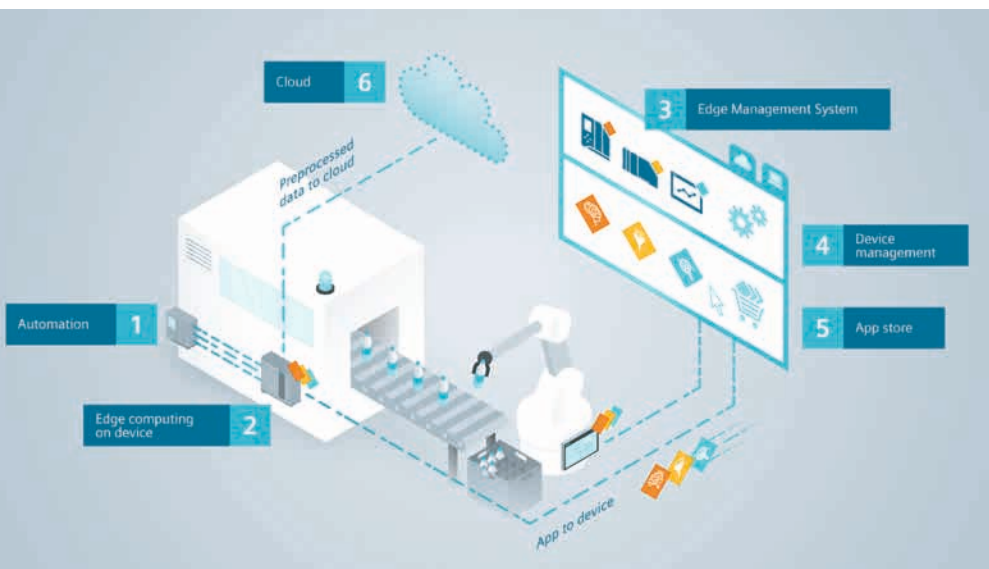 Cloud 6
Preprocessed
data to cloud
3 Edge Management System
4 Device
management
Automation 1
5 App store
Edge computing
on device 2
App to device